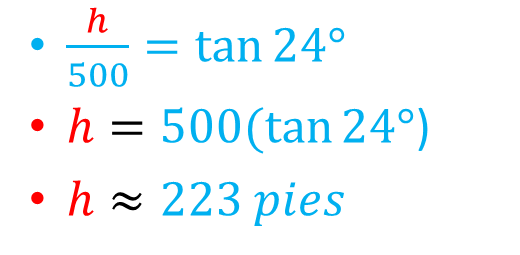 • h/500 = tan 24°
• h = 500(tan 24°)
• h ≈ 223 pies